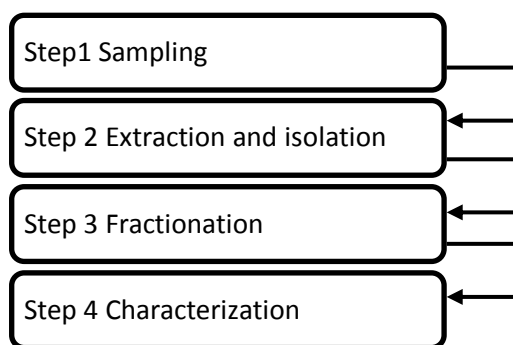 Step1 Sampling
Step 2 Extraction and isolation
Step 3 Fractionation
Step 4 Characterization